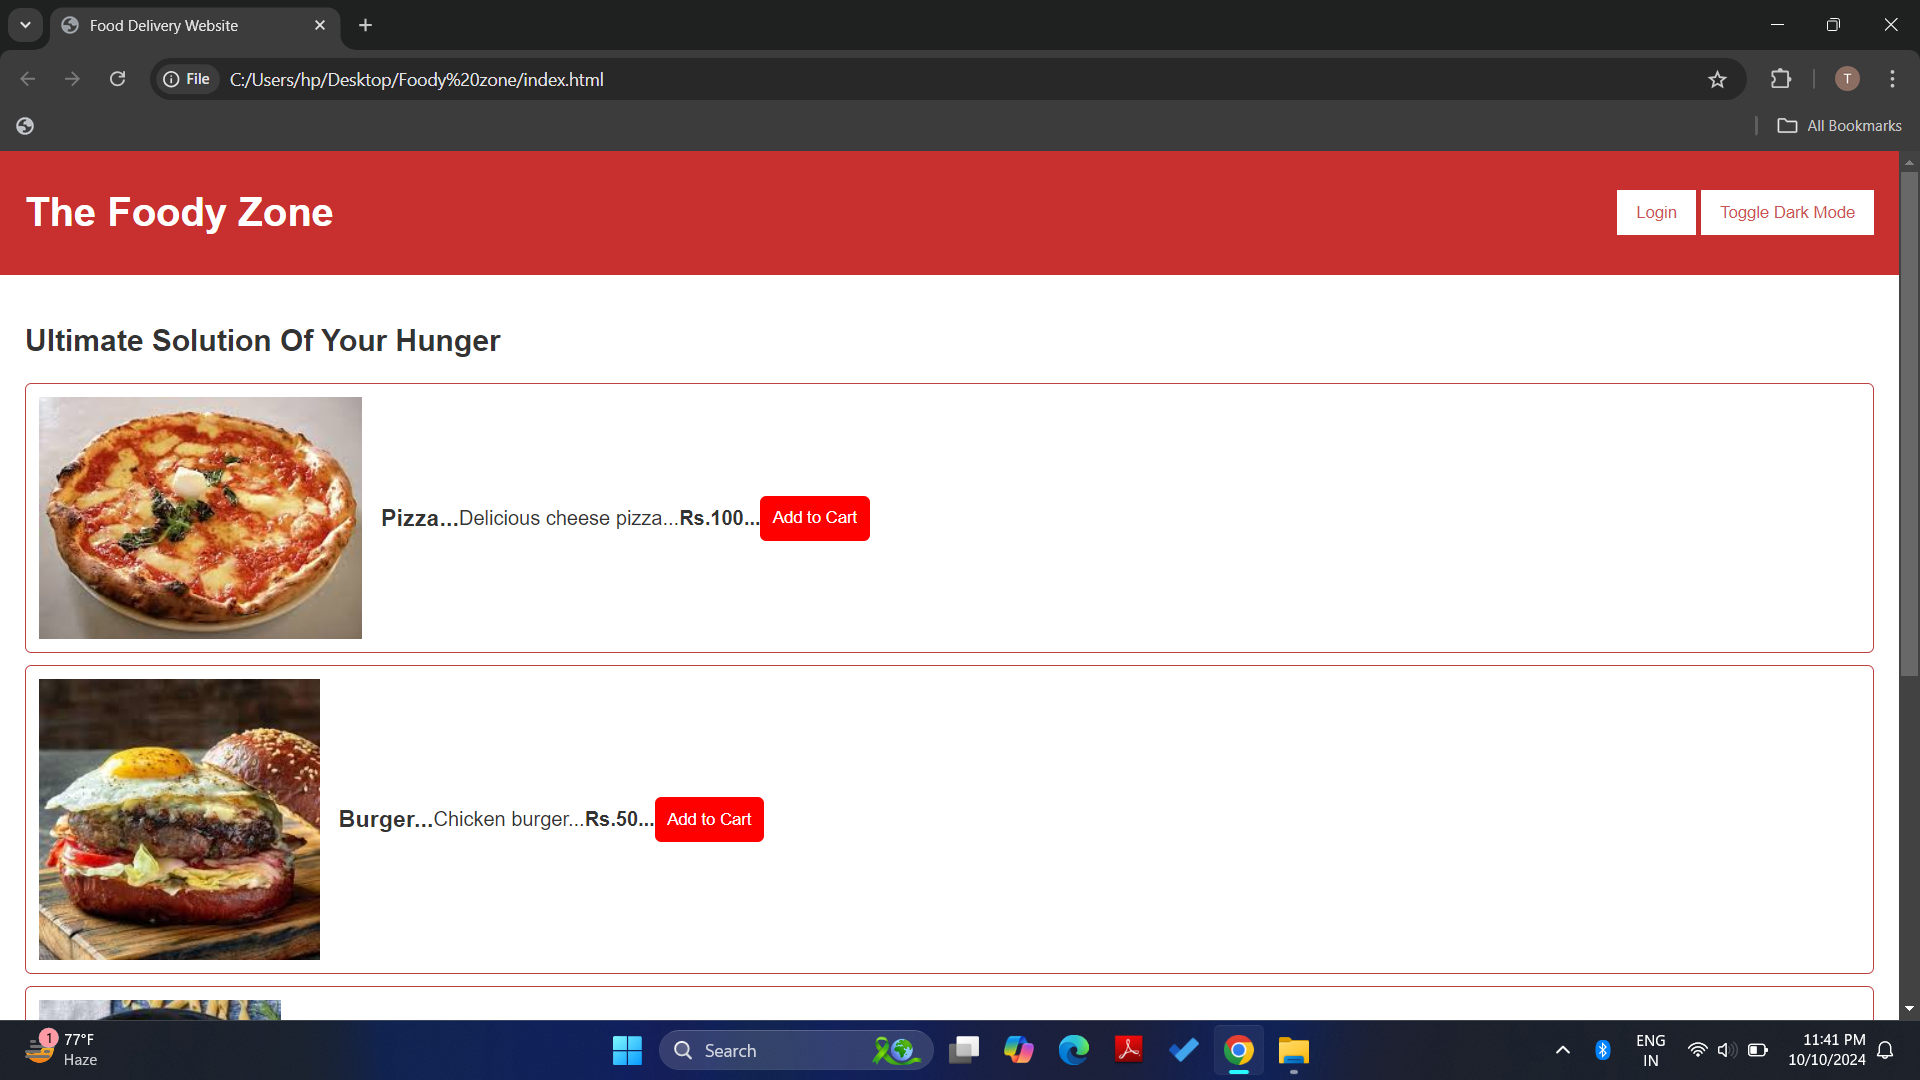 Food Delivery Website
File C:/Users/hp/Desktop/Foody%20zone/index.html
T
All Bookmarks
The Foody Zone
Login
Toggle Dark Mode
Ultimate Solution Of Your Hunger
Pizza...Delicious cheese pizza...Rs.100...
Add to Cart
Burger...Chicken burger...Rs.50...
Add to Cart
1
77°F
Haze
Search
ENG
IN
11:41 PM
10/10/2024